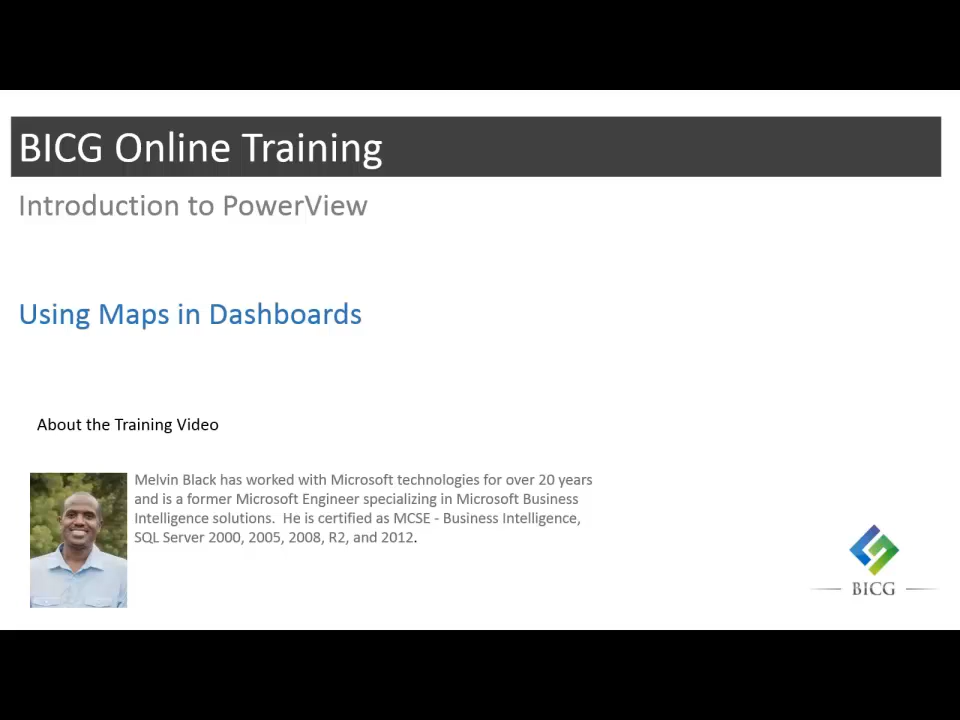 BICG Online Training
Introduction to PowerView
Using Maps in Dashboards
About the Training Video
Melvin Black has worked with Microsoft technologies for over 20 years
and is a former Microsoft Engineer specializing in Microsoft Business
Intelligence solutions.  He is certified as MCSE - Business Intelligence,
SQL Server 2000, 2005, 2008, R2, and 2012.
BICG